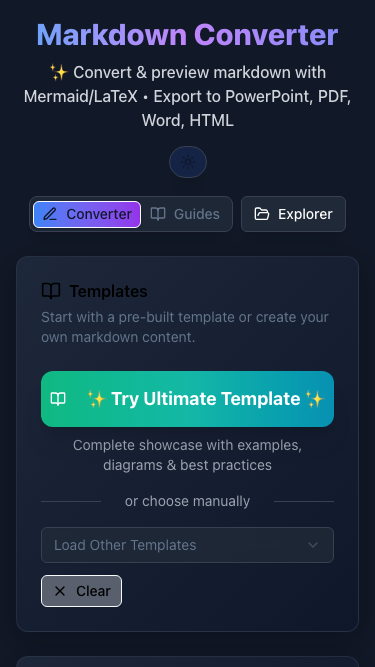 Markdown Converter
✨ Convert & preview markdown with
Mermaid/LaTeX • Export to PowerPoint, PDF,
Word, HTML
Converter
Guides
Explorer
Templates
Start with a pre-built template or create your
own markdown content.
✨ Try Ultimate Template ✨
Complete showcase with examples,
diagrams & best practices
or choose manually
Load Other Templates
Clear